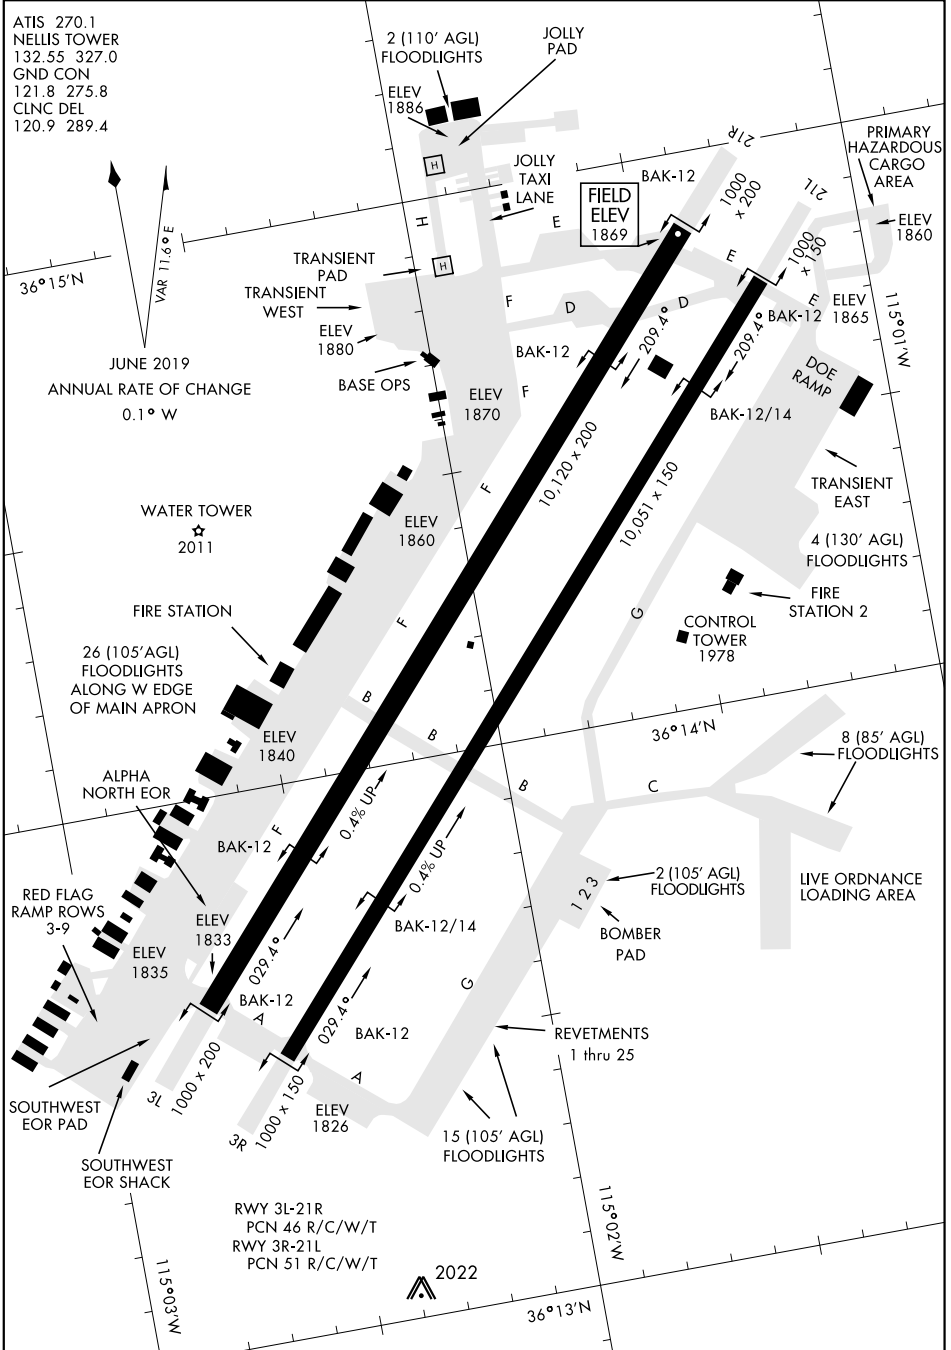 ATIS 270.1
NELLIS TOWER
132.55 327.0
GND CON
121.8 275.8
CLNC DEL
120.9 289.4
2 (110' AGL)
FLOODLIGHTS
JOLLY
PAD
ELEV
1886
H
JOLLY
TAXI
LANE
BAK-12
21R
1000 x 200
21L
1000 x 150
PRIMARY
HAZARDOUS
CARGO
AREA
ELEV
1860
FIELD
ELEV
1869
VAR 11.6° E
36°15'N
H
E
TRANSIENT
PAD
H
TRANSIENT
WEST
ELEV
1880
F
D
D
E
E
BAK-12
ELEV
1865
115°01'W
JUNE 2019
ANNUAL RATE OF CHANGE
0.1° W
BASE OPS
BAK-12
209.4°
209.4°
DOE
RAMP
ELEV
1870
F
BAK-12/14
10,120 x 200
10,051 x 150
F
TRANSIENT
EAST
WATER TOWER
2011
ELEV
1860
4 (130' AGL)
FLOODLIGHTS
FIRE STATION
F
G
FIRE
STATION 2
CONTROL
TOWER
1978
26 (105'AGL)
FLOODLIGHTS
ALONG W EDGE
OF MAIN APRON
B
B
36°14'N
ELEV
1840
8 (85' AGL)
FLOODLIGHTS
ALPHA
NORTH EOR
B
C
F
0.4% UP
0.4% UP
BAK-12
RED FLAG
RAMP ROWS
3-9
ELEV
1833
BAK-12/14
1 2 3
2 (105' AGL)
FLOODLIGHTS
LIVE ORDNANCE
LOADING AREA
BOMBER
PAD
ELEV
1835
029.4°
029.4°
G
BAK-12
A
BAK-12
REVETMENTS
1 thru 25
SOUTHWEST
EOR PAD
3L
1000 x 200
A
3R
1000 x 150
ELEV
1826
15 (105' AGL)
FLOODLIGHTS
SOUTHWEST
EOR SHACK
RWY 3L-21R
PCN 46 R/C/W/T
RWY 3R-21L
PCN 51 R/C/W/T
115°02'W
115°03'W
2022
36°13'N